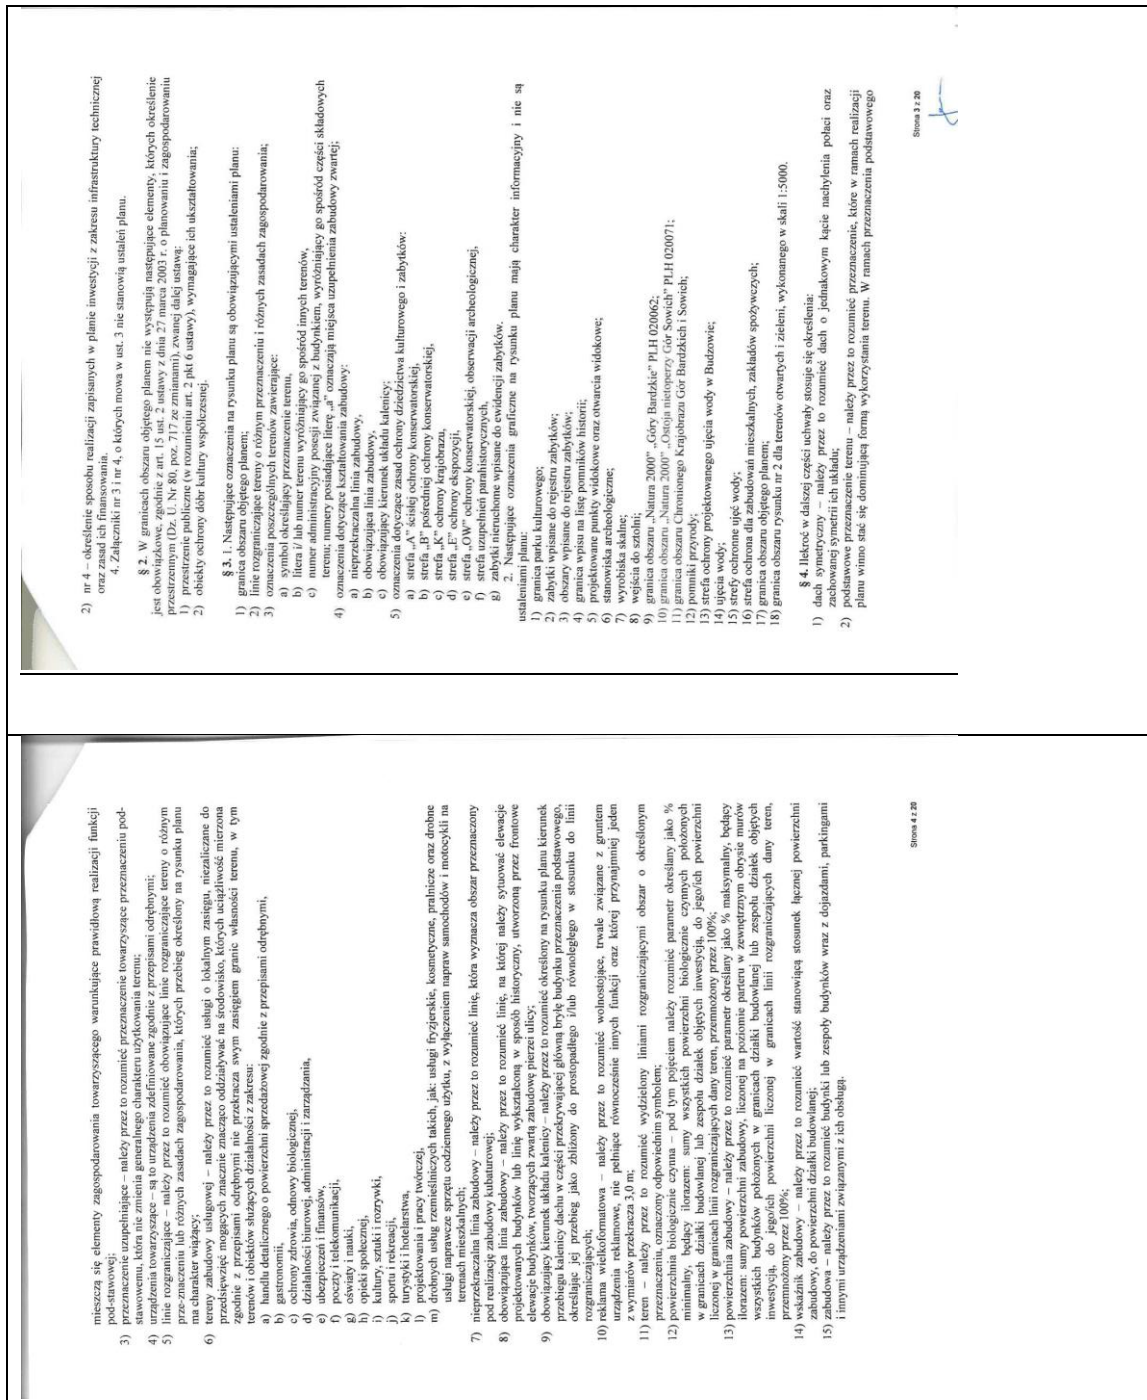 2) nr 4 – określenie sposobu realizacji zapisanych w planie inwestycji z zakresu infrastruktury technicznej
oraz zasad ich finansowania.
4. Załączniki nr 3 i nr 4, o których mowa w ust. 3 nie stanowią ustaleń planu.
§ 2. W granicach obszaru objętego planem nie występują następujące elementy, których określenie
jest obowiązkowe, zgodnie z art. 15 ust. 2 ustawy z dnia 27 marca 2003 r. o planowaniu i zagospodarowaniu
przestrzennym (Dz. U. Nr 80, poz. 717 ze zmianami), zwanej dalej ustawą:
1) przestrzenie publiczne (w rozumieniu art. 2 pkt 6 ustawy), wymagające ich ukształtowania;
2) obiekty ochrony dóbr kultury współczesnej.
§ 3. 1. Następujące oznaczenia na rysunku planu są obowiązującymi ustaleniami planu:
1) granica obszaru objętego planem;
2) linie rozgraniczające tereny o różnym przeznaczeniu i różnych zasadach zagospodarowania;
3) oznaczenia poszczególnych terenów zawierające:
a) symbol określający przeznaczenie terenu,
b) litera i/ lub numer terenu wyróżniający go spośród innych terenów,
c) numer administracyjny posesji związanej z budynkiem, wyróżniający go spośród części składowych
terenu; numery posiadające literę „a” oznaczają miejsca uzupełnienia zabudowy zwartej;
4) oznaczenia dotyczące kształtowania zabudowy:
a) nieprzekraczalna linia zabudowy,
b) obowiązująca linia zabudowy,
c) obowiązujący kierunek układu kalenicy;
5) oznaczenia dotyczące zasad ochrony dziedzictwa kulturowego i zabytków:
a) strefa „A” ścisłej ochrony konserwatorskiej,
b) strefa „B” pośredniej ochrony konserwatorskiej,
c) strefa „K” ochrony krajobrazu,
d) strefa „E” ochrony ekspozycji,
e) strefa „OW” ochrony konserwatorskiej, obserwacji archeologicznej,
f) strefa uzupełnień parahistorycznych,
g) zabytki nieruchome wpisane do ewidencji zabytków.
2. Następujące oznaczenia graficzne na rysunku planu mają charakter informacyjny i nie są
ustaleniami planu:
1) granica parku kulturowego;
2) zabytki wpisane do rejestru zabytków;
3) obszary wpisane do rejestru zabytków;
4) granica wpisu na listę pomników historii;
5) projektowane punkty widokowe oraz otwarcia widokowe;
6) stanowiska archeologiczne;
7) wyrobiska skalne;
8) wejścia do sztolni;
9) granica obszaru „Natura 2000” „Góry Bardzkie” PLH 020062;
10) granica obszaru „Natura 2000” „Ostoja nietoperzy Gór Sowich” PLH 020071;
11) granica obszaru Chronionego Krajobrazu Gór Bardzkich i Sowich;
12) pomniki przyrody;
13) strefa ochrony projektowanego ujęcia wody w Budzowie;
14) ujęcia wody;
15) strefy ochronne ujęć wody;
16) strefa ochrona dla zabudowań mieszkalnych, zakładów spożywczych;
17) granica obszaru objętego planem;
18) granica obszaru rysunku nr 2 dla terenów otwartych i zieleni, wykonanego w skali 1:5000.
§ 4. Ilekroć w dalszej części uchwały stosuje się określenia:
1) dach symetryczny – należy przez to rozumieć dach o jednakowym kącie nachylenia połaci oraz
zachowanej symetrii ich układu;
2) podstawowe przeznaczenie terenu – należy przez to rozumieć przeznaczenie, które w ramach realizacji
planu winno stać się dominującą formą wykorzystania terenu. W ramach przeznaczenia podstawowego
Strona 3 z 20
mieszczą się elementy zagospodarowania towarzyszącego warunkujące prawidłową realizację funkcji
pod-stawowej;
3) przeznaczenie uzupełniające – należy przez to rozumieć przeznaczenie towarzyszące przeznaczeniu pod-
stawowemu, która nie zmienia generalnego charakteru użytkowania terenu;
4) urządzenia towarzyszące – są to urządzenia zdefiniowane zgodnie z przepisami odrębnymi;
5) linie rozgraniczające – należy przez to rozumieć obowiązujące linie rozgraniczające tereny o różnym
prze-znaczeniu lub różnych zasadach zagospodarowania, których przebieg określony na rysunku planu
ma charakter wiążący;
6) tereny zabudowy usługowej – należy przez to rozumieć usługi o lokalnym zasięgu, niezaliczane do
przedsięwzięć mogących znacznie znacząco oddziaływać na środowisko, których uciążliwość mierzona
zgodnie z przepisami odrębnymi nie przekracza swym zasięgiem granic własności terenu, w tym
terenów i obiektów służących działalności z zakresu:
a) handlu detalicznego o powierzchni sprzedażowej zgodnie z przepisami odrębnymi,
b) gastronomii,
c) ochrony zdrowia, odnowy biologicznej,
d) działalności biurowej, administracji i zarządzania,
e) ubezpieczeń i finansów,
f) poczty i telekomunikacji,
g) oświaty i nauki,
h) opieki społecznej,
i) kultury, sztuki i rozrywki,
j) sportu i rekreacji,
k) turystyki i hotelarstwa,
l) projektowania i pracy twórczej,
m) drobnych usług rzemieślniczych takich, jak: usługi fryzjerskie, kosmetyczne, pralnicze oraz drobne
usługi naprawcze sprzętu codziennego użytku, z wyłączeniem napraw samochodów i motocykli na
terenach mieszkalnych;
7) nieprzekraczalna linia zabudowy – należy przez to rozumieć linię, która wyznacza obszar przeznaczony
pod realizację zabudowy kubaturowej;
8) obowiązująca linia zabudowy – należy przez to rozumieć linię, na której należy sytuować elewacje
projektowanych budynków lub linię wykształconą w sposób historyczny, utworzoną przez frontowe
elewacje budynków, tworzących zwartą zabudowę pierzei ulicy;
9) obowiązujący kierunek układu kalenicy – należy przez to rozumieć określony na rysunku planu kierunek
przebiegu kalenicy dachu w części przekrywającej główną bryłę budynku przeznaczenia podstawowego,
określając jej przebieg jako zbliżony do prostopadłego i/lub równoległego w stosunku do linii
rozgraniczających;
10) reklama wielkoformatowa – należy przez to rozumieć wolnostojące, trwale związane z gruntem
urządzenia reklamowe, nie pełniące równocześnie innych funkcji oraz której przynajmniej jeden
z wymiarów przekracza 3,0 m;
11) teren – należy przez to rozumieć wydzielony liniami rozgraniczającymi obszar o określonym
przeznaczeniu, oznaczony odpowiednim symbolem;
12) powierzchnia biologicznie czynna – pod tym pojęciem należy rozumieć parametr określany jako %
minimalny, będący ilorazem: sumy wszystkich powierzchni biologicznie czynnych położonych
w granicach działki budowlanej lub zespołu działek objętych inwestycją, do jego/ich powierzchni
liczonej w granicach linii rozgraniczających dany teren, przemnożony przez 100%;
13) powierzchnia zabudowy – należy przez to rozumieć parametr określany jako % maksymalny, będący
ilorazem: sumy powierzchni zabudowy, liczonej na poziomie parteru w zewnętrznym obrysie murów
wszystkich budynków położonych w granicach działki budowlanej lub zespołu działek objętych
inwestycją, do jego/ich powierzchni liczonej w granicach linii rozgraniczających dany teren,
przemnożony przez 100%;
14) wskaźnik zabudowy – należy przez to rozumieć wartość stanowiącą stosunek łącznej powierzchni
zabudowy, do powierzchni działki budowlanej;
15) zabudowa – należy przez to rozumieć budynki lub zespoły budynków wraz z dojazdami, parkingami
i innymi urządzeniami związanymi z ich obsługą.
Strona 4 z 20